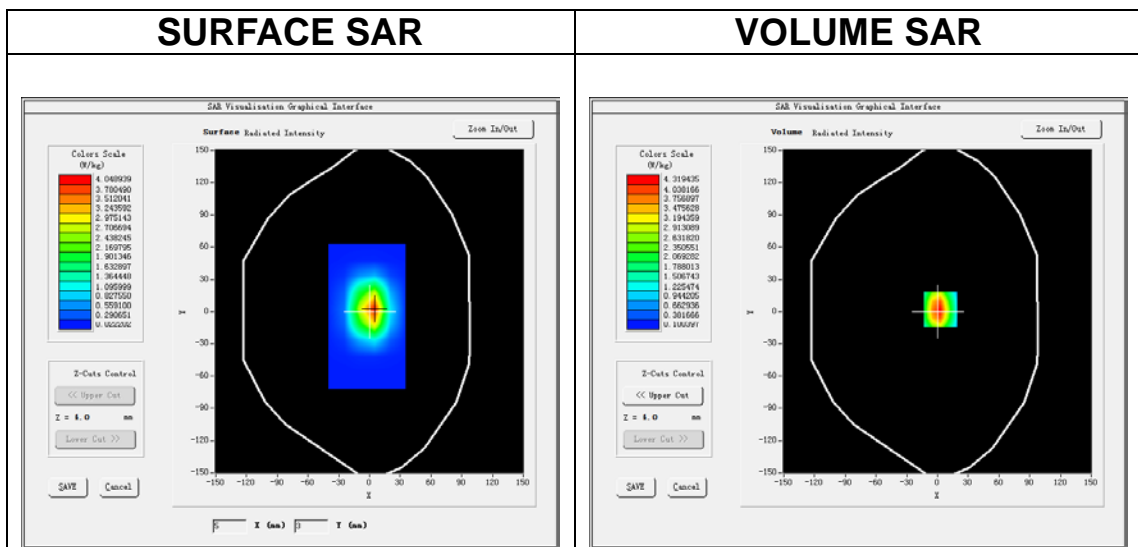 SURFACE SAR
VOLUME SAR
SAR Visualisation Graphical Interface
Surface Radiated Intensity
Zoom In/Out
Colors Scale
(W/kg)
4.048939
3.780490
3.512041
3.243592
2.975143
2.706694
2.438245
2.169795
1.901346
1.632897
1.364448
1.095999
0.827550
0.559100
0.290651
0.022202
Z-Cuts Control
<< Upper Cut
Z = 4.0 mm
Lower Cut >>
SAVE
Cancel
150
120
90
60
30
0
-30
-60
-90
-120
-150
Y
-150 -120 -90 -60 -30 0 30 60 90 120 150
X
5 X (mm) 3 Y (mm)
SAR Visualisation Graphical Interface
Volume Radiated Intensity
Zoom In/Out
Colors Scale
(W/kg)
4.319435
4.038166
3.756897
3.475628
3.194359
2.913089
2.631820
2.350551
2.069282
1.788013
1.506743
1.225474
0.944205
0.662936
0.381666
0.100397
Z-Cuts Control
<< Upper Cut
Z = 4.0 mm
Lower Cut >>
SAVE
Cancel
150
120
90
60
30
0
-30
-60
-90
-120
-150
Y
-150 -120 -90 -60 -30 0 30 60 90 120 150
X